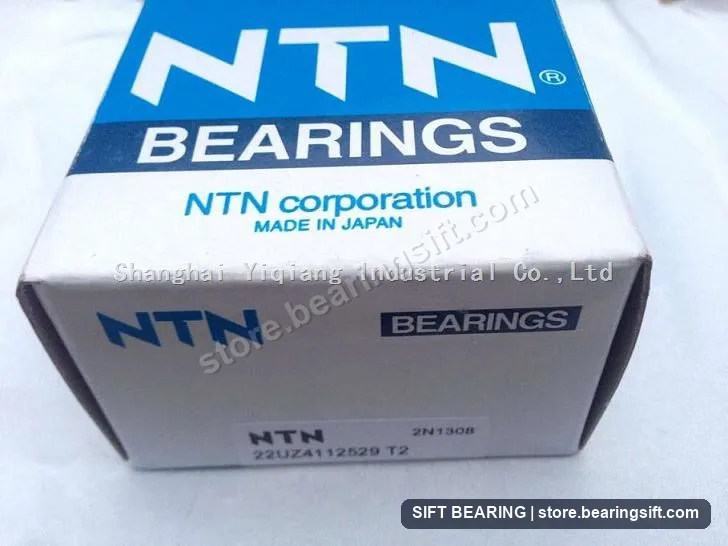 NTN®
BEARINGS
NTN corporation
MADE IN JAPAN
store.bearingsift.com
Shanghai Yiqiang Industrial Co.,Ltd
NTN BEARINGS
NTN 2N1308
22UZ4112529 T2
SIFT BEARING | store.bearingsift.com